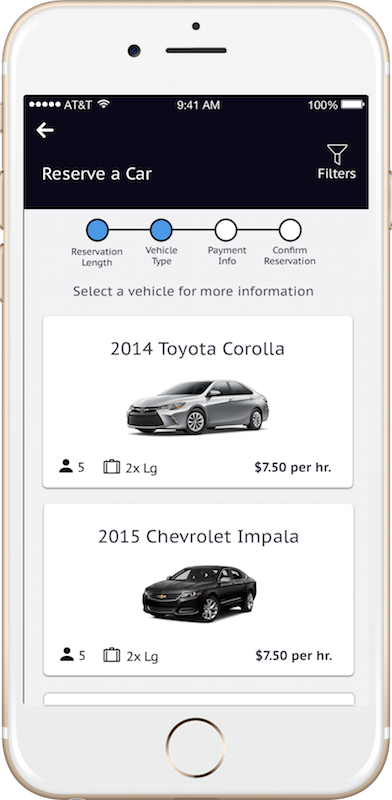 AT&T 9:41 AM 100%
Reserve a Car
Filters
Reservation Length
Vehicle Type
Payment Info
Confirm Reservation
Select a vehicle for more information
2014 Toyota Corolla
5 2x Lg $7.50 per hr.
2015 Chevrolet Impala
5 2x Lg $7.50 per hr.